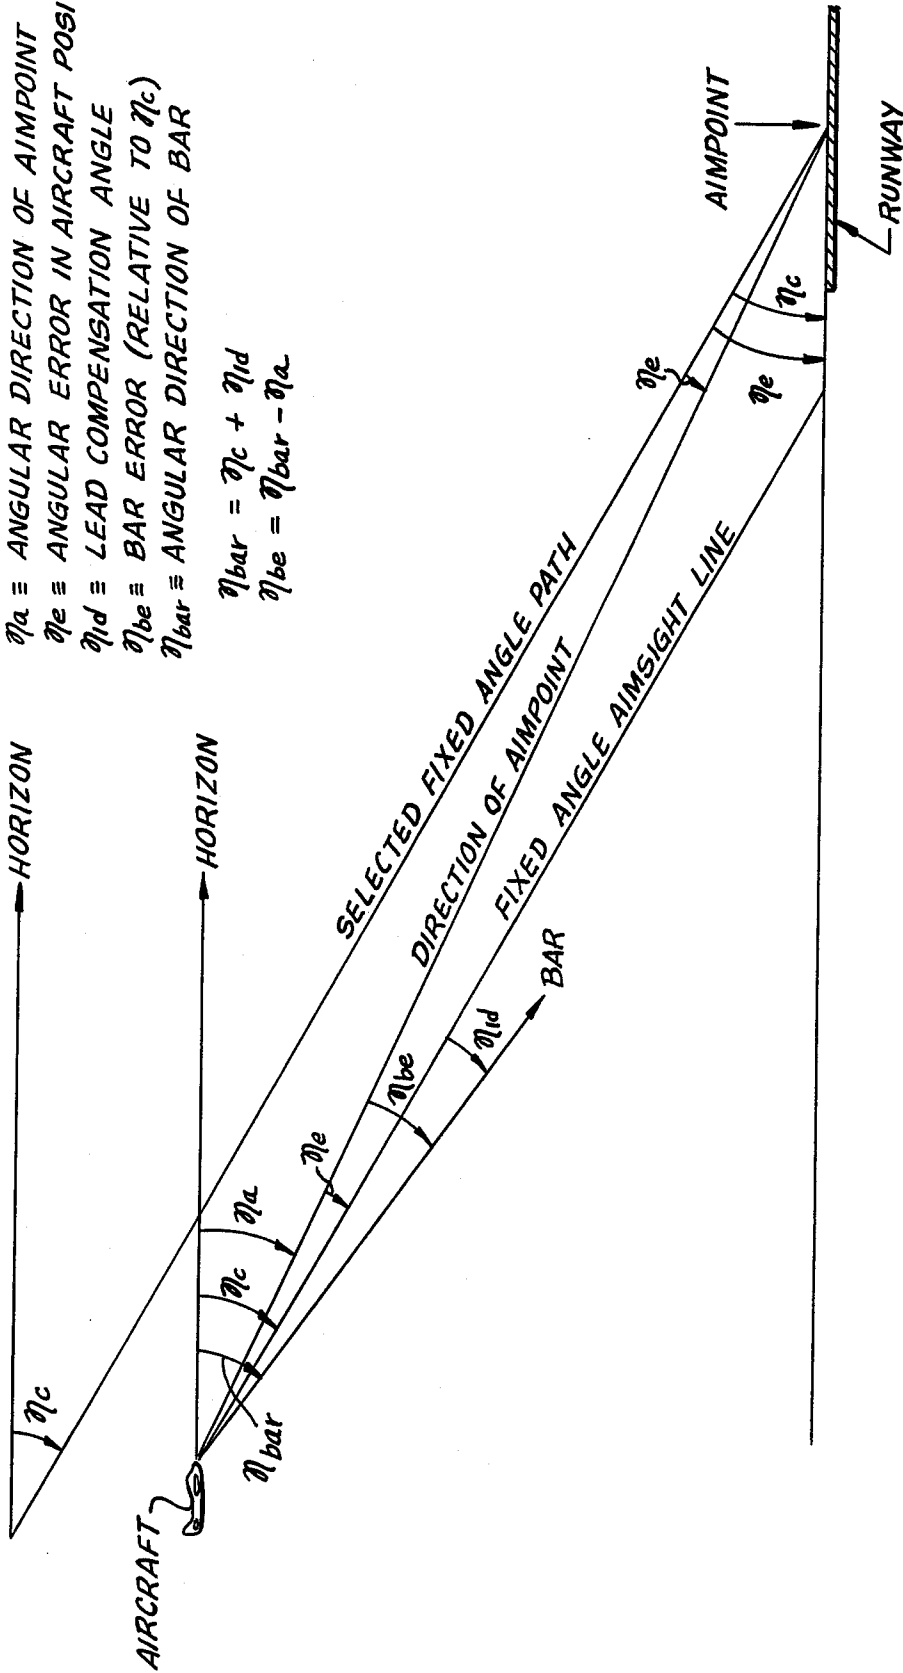 ηa ≡ ANGULAR DIRECTION OF AIMPOINT
ηe ≡ ANGULAR ERROR IN AIRCRAFT POSI
ηld ≡ LEAD COMPENSATION ANGLE
ηbe ≡ BAR ERROR (RELATIVE TO ηc)
ηbar ≡ ANGULAR DIRECTION OF BAR
ηbar = ηc + ηld
ηbe = ηbar - ηa
HORIZON
ηc
HORIZON
AIRCRAFT
ηbar
ηc
ηa
ηe
ηbe
ηld
BAR
SELECTED FIXED ANGLE PATH
DIRECTION OF AIMPOINT
FIXED ANGLE AIMSIGHT LINE
ηe
ηe
ηc
AIMPOINT
RUNWAY